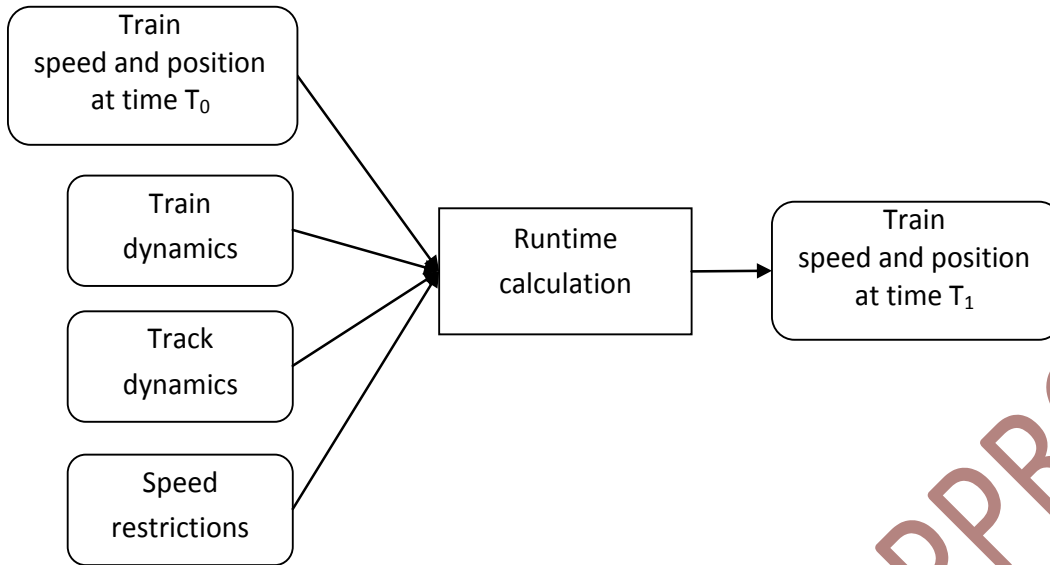 Train
speed and position
at time T₀
Train
dynamics
Track
dynamics
Speed
restrictions
Runtime
calculation
Train
speed and position
at time T₁